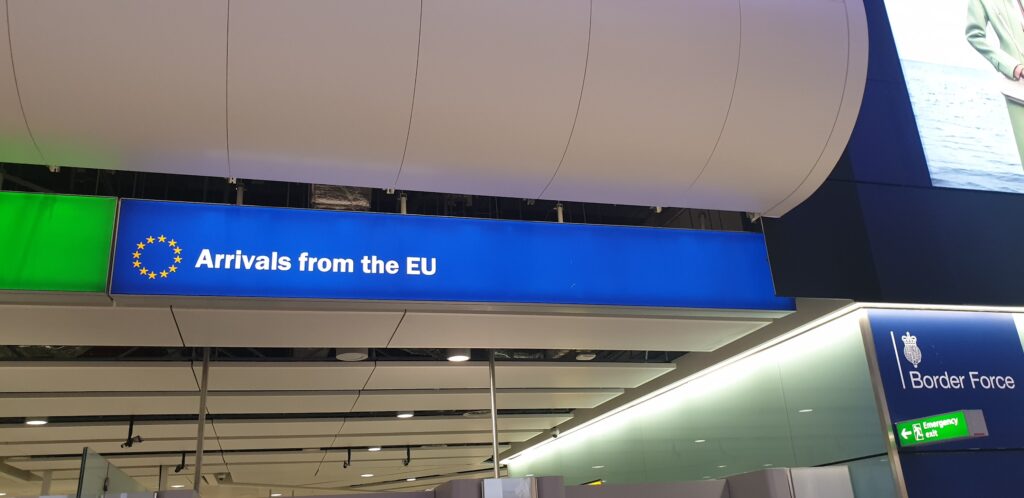 Arrivals from the EU
Border Force
Emergency
exit